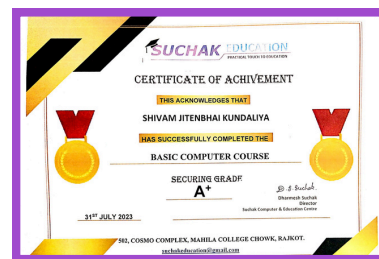 SUCHAK EDUCATION
PRACTICAL TOUCH TO EDUCATION
CERTIFICATE OF ACHIVEMENT
THIS ACKNOWLEDGES THAT
SHIVAM JITENBHAI KUNDALIYA
HAS SUCCESSFULLY COMPLETED THE
BASIC COMPUTER COURSE
SECURING GRADE
A+
D. S. Suchak
Dharmesh Suchak
Director
Suchak Computer & Education Centre
31ST JULY 2023
502, COSMO COMPLEX, MAHILA COLLEGE CHOWK, RAJKOT.
suchakeducation@gmail.com